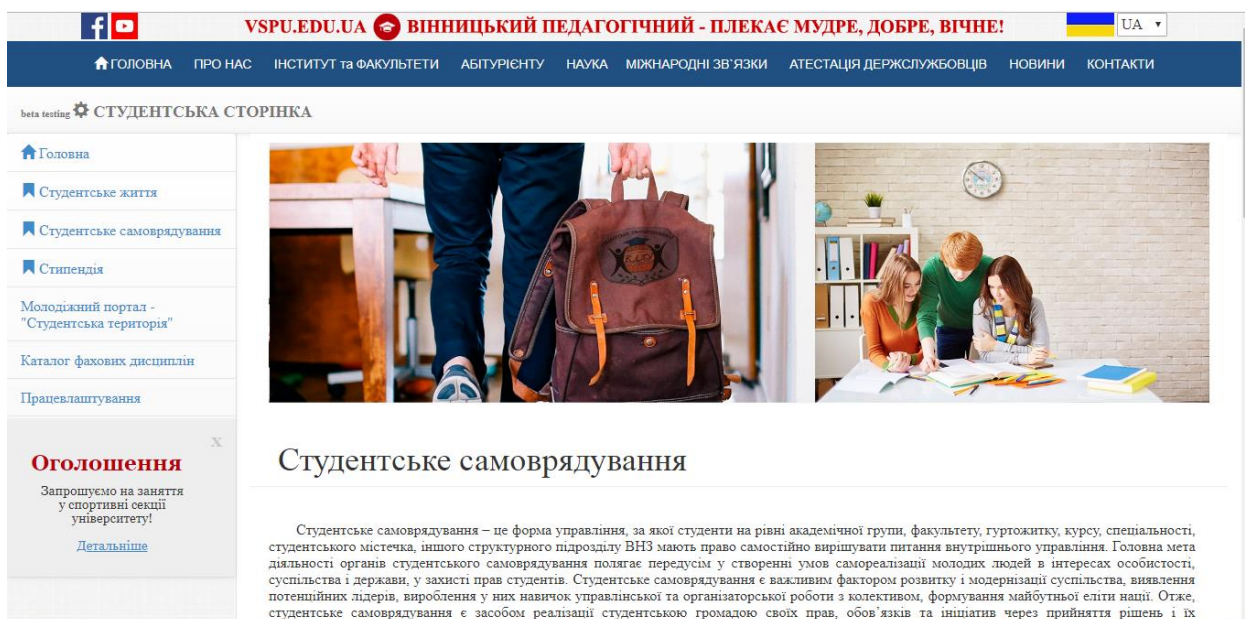 VSPU.EDU.UA ВІННИЦЬКИЙ ПЕДАГОГІЧНИЙ - ПЛЕКАЄ МУДРЕ, ДОБРЕ, ВІЧНЕ!
UA
ГОЛОВНА ПРО НАС ІНСТИТУТ та ФАКУЛЬТЕТИ АБІТУРІЄНТУ НАУКА МІЖНАРОДНІ ЗВ`ЯЗКИ АТЕСТАЦІЯ ДЕРЖСЛУЖБОВЦІВ НОВИНИ КОНТАКТИ
beta testing СТУДЕНТСЬКА СТОРІНКА
Головна
Студентське життя
Студентське самоврядування
Стипендія
Молодіжний портал -
"Студентська територія"
Каталог фахових дисциплін
Працевлаштування
x
Оголошення
Запрошуємо на заняття
у спортивні секції
університету!
Детальніше
Студентське самоврядування
Студентське самоврядування – це форма управління, за якої студенти на рівні академічної групи, факультету, гуртожитку, курсу, спеціальності,
студентського містечка, іншого структурного підрозділу ВНЗ мають право самостійно вирішувати питання внутрішнього управління. Головна мета
діяльності органів студентського самоврядування полягає передусім у створенні умов самореалізації молодих людей в інтересах особистості,
суспільства і держави, у захисті прав студентів. Студентське самоврядування є важливим фактором розвитку і модернізації суспільства, виявлення
потенційних лідерів, вироблення у них навичок управлінської та організаторської роботи з колективом, формування майбутньої еліти нації. Отже,
студентське самоврядування є засобом реалізації студентською громадою своїх прав, обов’язків та ініціатив через прийняття рішень і їх